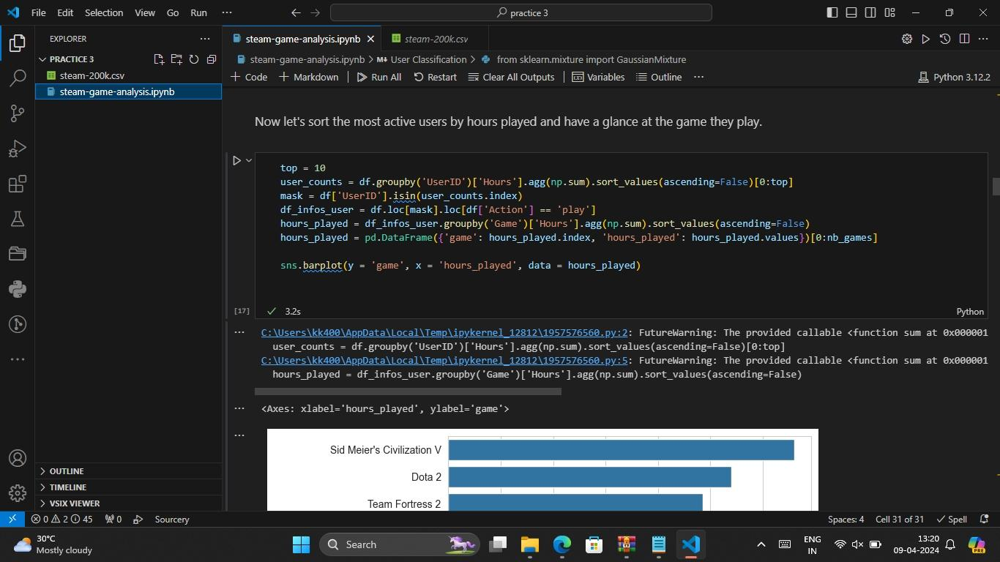 File Edit Selection View Go Run ···
practice 3
EXPLORER
PRACTICE 3
steam-200k.csv
steam-game-analysis.ipynb
OUTLINE
TIMELINE
VSIX VIEWER
steam-game-analysis.ipynb
steam-200k.csv
steam-game-analysis.ipynb > M↓ User Classification > from sklearn.mixture import GaussianMixture
+ Code + Markdown Run All Restart Clear All Outputs Variables Outline ··· Python 3.12.2
Now let's sort the most active users by hours played and have a glance at the game they play.
top = 10
user_counts = df.groupby('UserID')['Hours'].agg(np.sum).sort_values(ascending=False)[0:top]
mask = df['UserID'].isin(user_counts.index)
df_infos_user = df.loc[mask].loc[df['Action'] == 'play']
hours_played = df_infos_user.groupby('Game')['Hours'].agg(np.sum).sort_values(ascending=False)
hours_played = pd.DataFrame({'game': hours_played.index, 'hours_played': hours_played.values})[0:nb_games]
sns.barplot(y = 'game', x = 'hours_played', data = hours_played)
[17] ✓ 3.2s Python
C:\Users\kk400\AppData\Local\Temp\ipykernel_12812\1957576560.py:2: FutureWarning: The provided callable <function sum at 0x000001
user_counts = df.groupby('UserID')['Hours'].agg(np.sum).sort_values(ascending=False)[0:top]
C:\Users\kk400\AppData\Local\Temp\ipykernel_12812\1957576560.py:5: FutureWarning: The provided callable <function sum at 0x000001
hours_played = df_infos_user.groupby('Game')['Hours'].agg(np.sum).sort_values(ascending=False)
<Axes: xlabel='hours_played', ylabel='game'>
Sid Meier's Civilization V
Dota 2
Team Fortress 2
0 2 45 0 Sourcery Spaces: 4 Cell 31 of 31 Spell
30°C
Mostly cloudy
Search
PRE
ENG
IN
13:20
09-04-2024